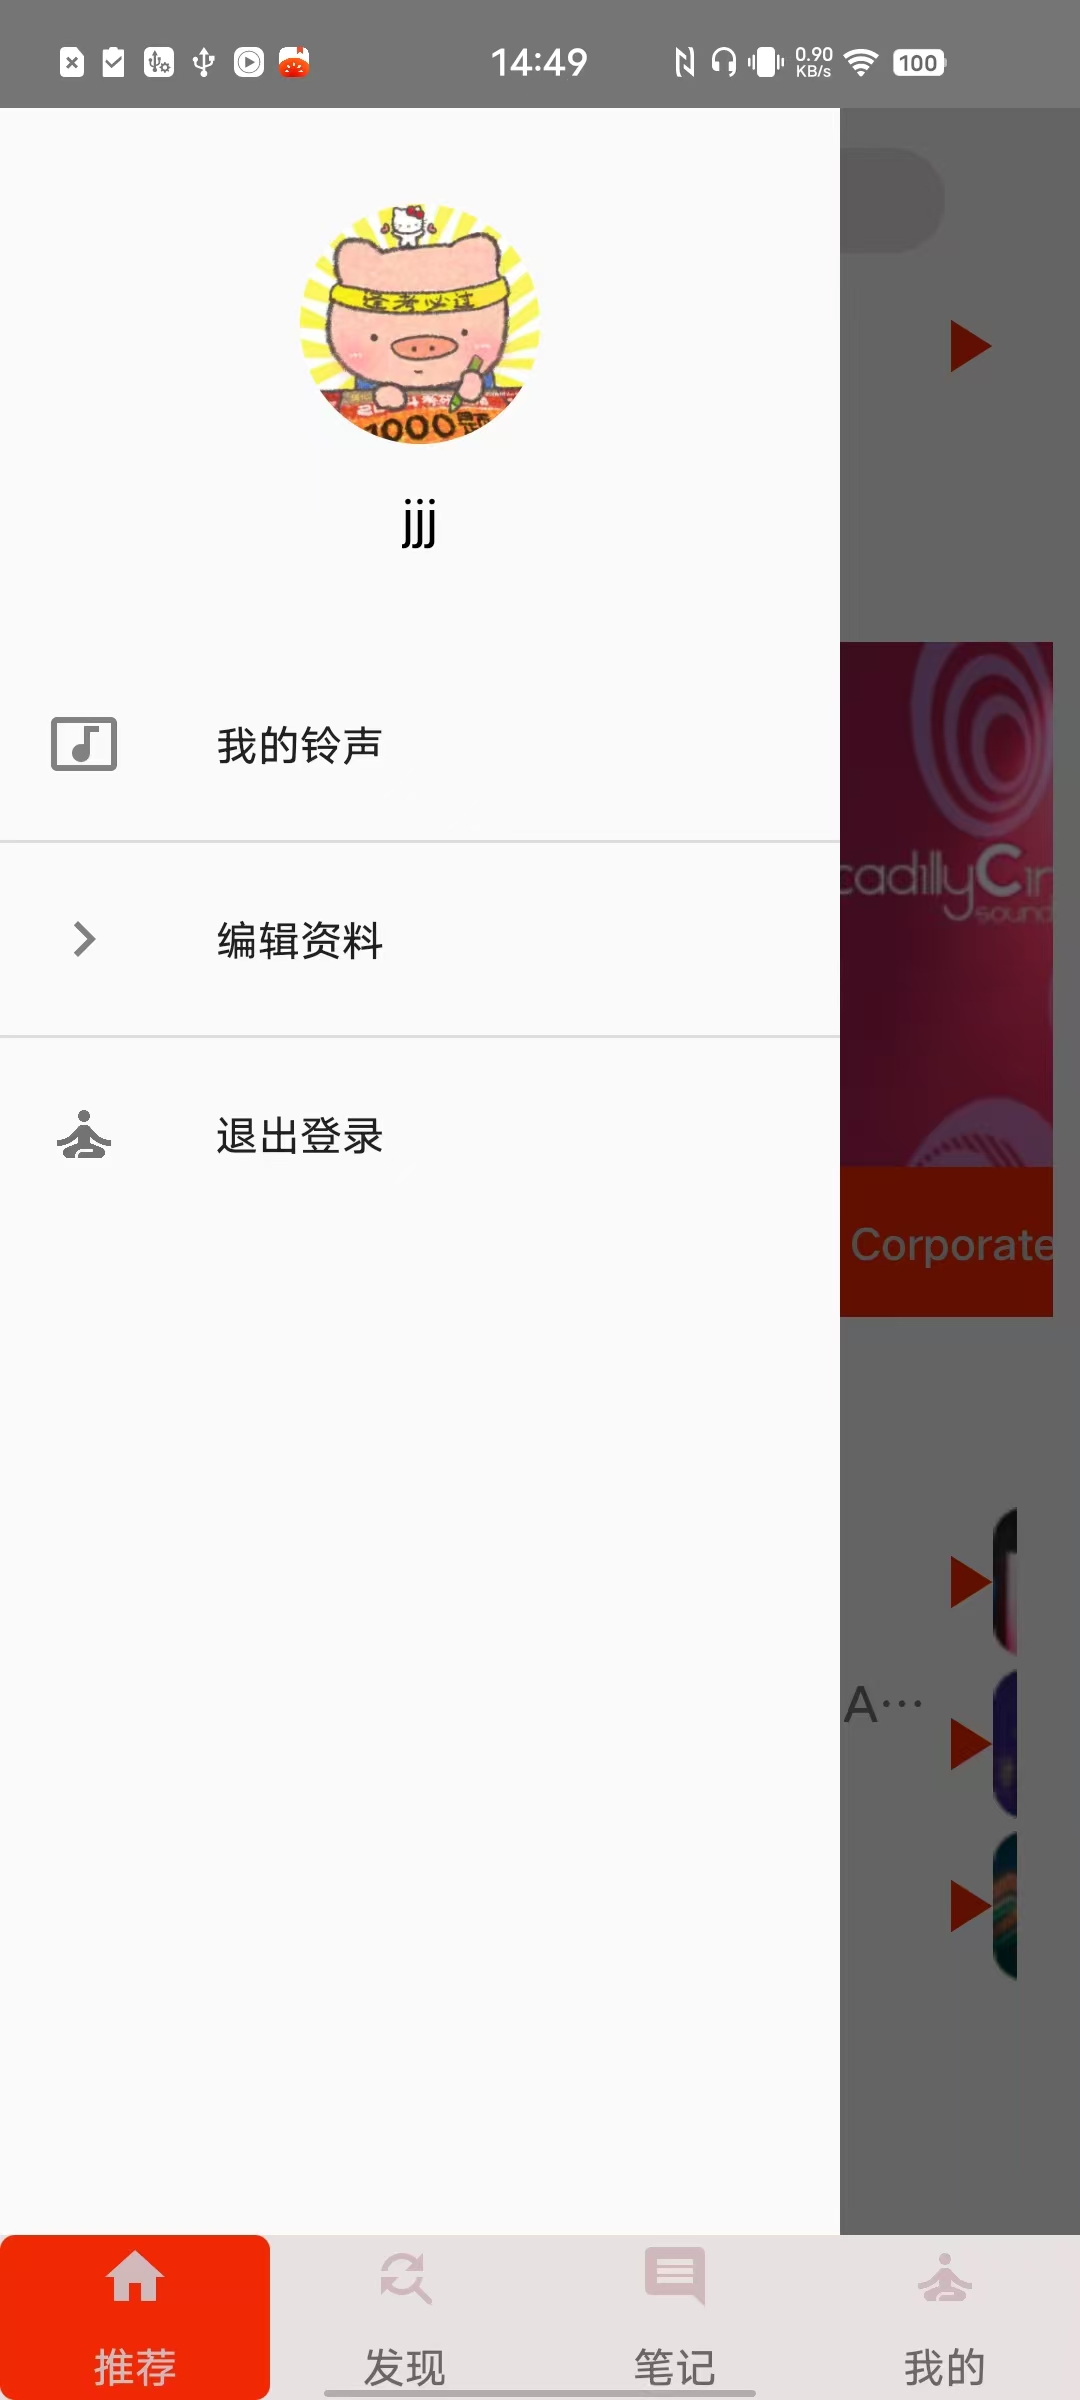 14:49
0.90
KB/s
100
逢考必过
1000题
jjj
我的铃声
cadillyCir
sound
编辑资料
退出登录
Corporate
A…
推荐
发现
笔记
我的